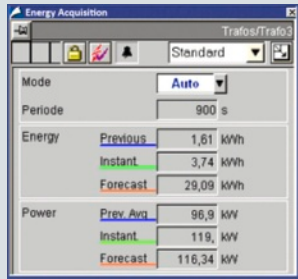 Energy Acquisition
Trafos/Trafo3
Standard
Mode Auto
Periode 900 s
Energy Previous 1,61 kWh
Instant. 3,74 kWh
Forecast 29,09 kWh
Power Prev. Avg 96,9 kW
Instant. 119, kW
Forecast 116,34 kW